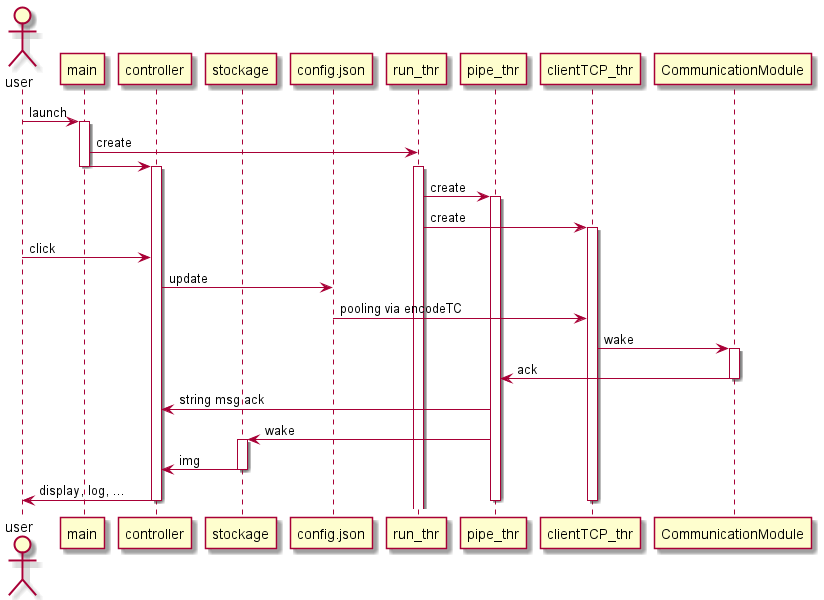 user
main
controller
stockage
config.json
run_thr
pipe_thr
clientTCP_thr
CommunicationModule
launch
create
create
create
click
update
pooling via encodeTC
wake
ack
string msg ack
wake
img
display, log, ...
user
main
controller
stockage
config.json
run_thr
pipe_thr
clientTCP_thr
CommunicationModule